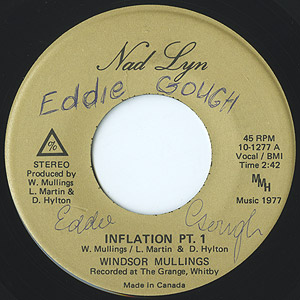 Nad Lyn
Eddie GOUGH
%
STEREO
Produced by
W. Mullings
L. Martin & D. Hylton
45 RPM
10-1277 A
Vocal / BMI
Time 2:42
MMH
Music 1977
Eddie Gough
INFLATION PT. 1
W. Mullings / L. Martin & D. Hylton
WINDSOR MULLINGS
Recorded at The Grange, Whitby
Made in Canada